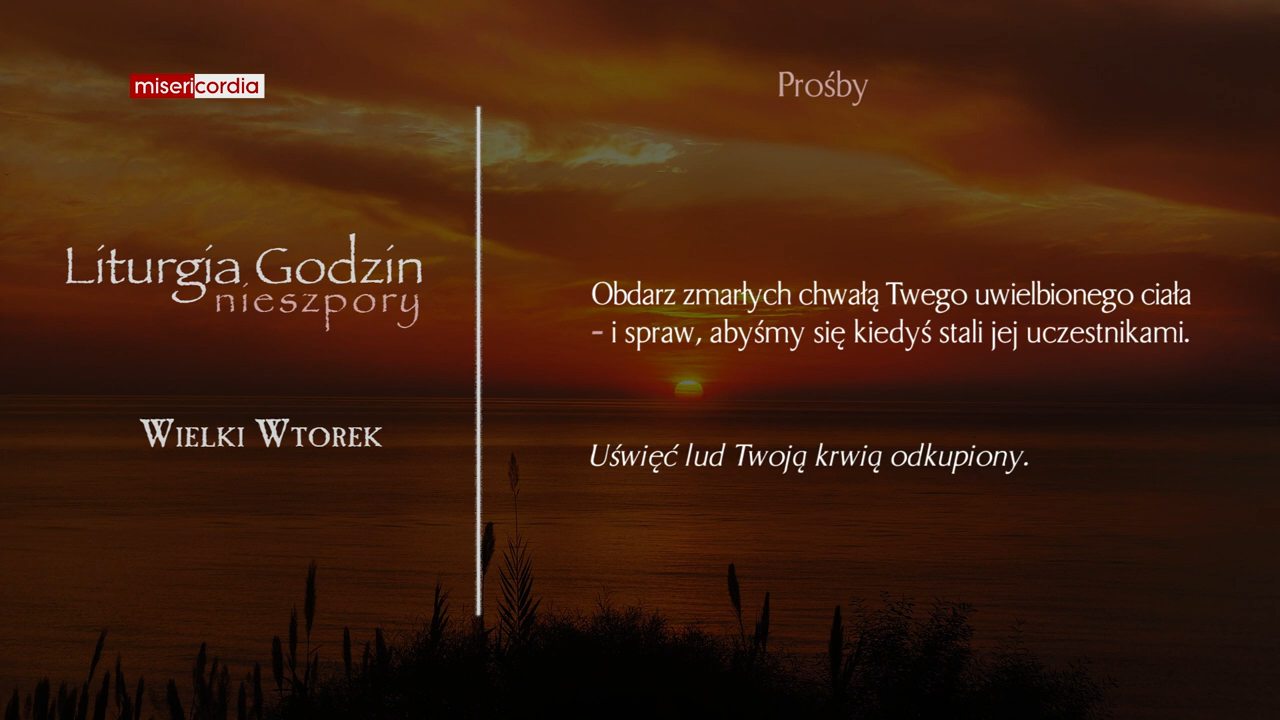 misericordia
Liturgia Godzin
nieszpory
Wielki Wtorek
Prośby
Obdarz zmarłych chwałą Twego uwielbionego ciała
– i spraw, abyśmy się kiedyś stali jej uczestnikami.
Uświęć lud Twoją krwią odkupiony.